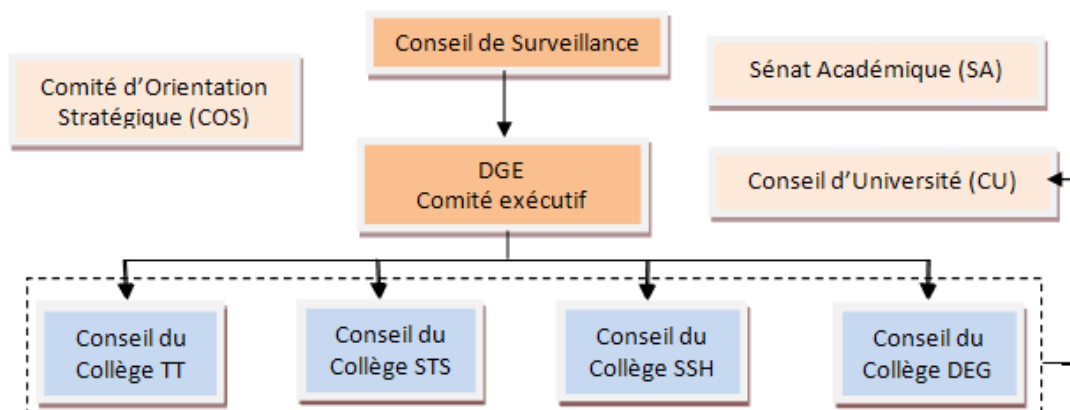 Conseil de Surveillance
Comité d’Orientation
Stratégique (COS)
Sénat Académique (SA)
DGE
Comité exécutif
Conseil d’Université (CU)
Conseil du
Collège TT
Conseil du
Collège STS
Conseil du
Collège SSH
Conseil du
Collège DEG